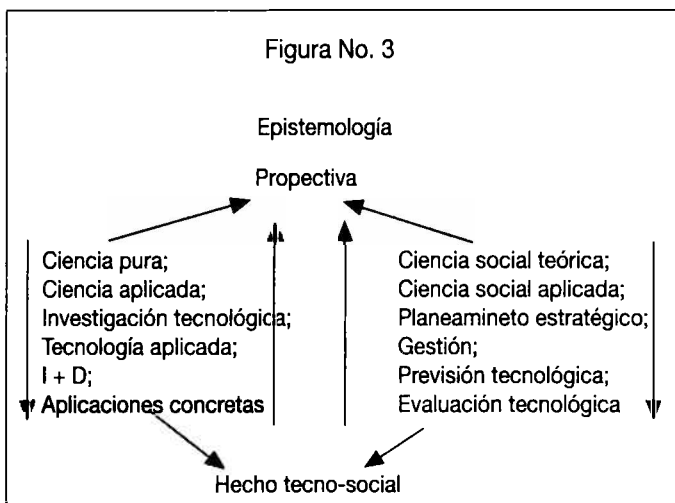 Figura No. 3
Epistemología
Propectiva
Ciencia pura;
Ciencia aplicada;
Investigación tecnológica;
Tecnología aplicada;
I + D;
Aplicaciones concretas
Ciencia social teórica;
Ciencia social aplicada;
Planeamineto estratégico;
Gestión;
Previsión tecnológica;
Evaluación tecnológica
Hecho tecno-social